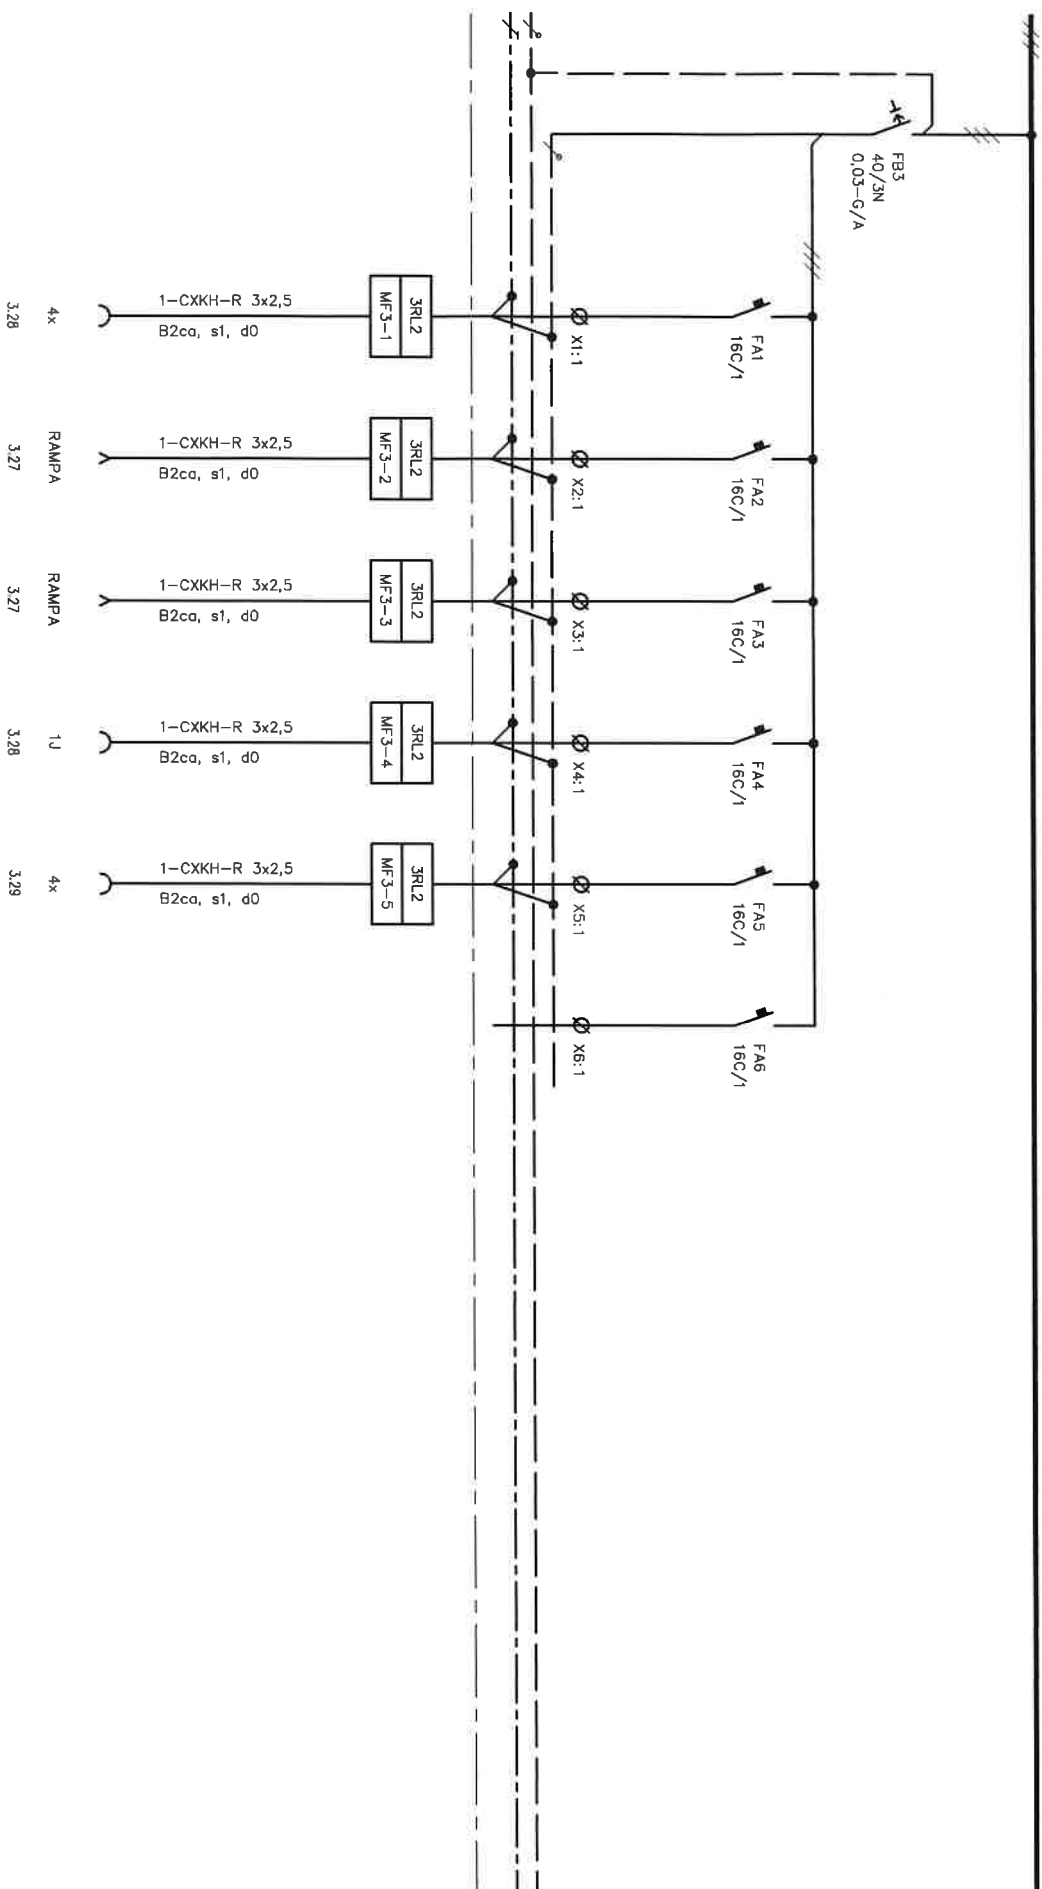 FB3
40/3N
0,03-G/A
FA1
16C/1
FA2
16C/1
FA3
16C/1
FA4
16C/1
FA5
16C/1
FA6
16C/1
X1:1
X2:1
X3:1
X4:1
X5:1
X6:1
3RL2
MF3-1
3RL2
MF3-2
3RL2
MF3-3
3RL2
MF3-4
3RL2
MF3-5
1-CXKH-R 3x2,5
B2ca, s1, d0
1-CXKH-R 3x2,5
B2ca, s1, d0
1-CXKH-R 3x2,5
B2ca, s1, d0
1-CXKH-R 3x2,5
B2ca, s1, d0
1-CXKH-R 3x2,5
B2ca, s1, d0
4x
RAMPA
RAMPA
1J
4x
3.28
3.27
3.27
3.28
3.29